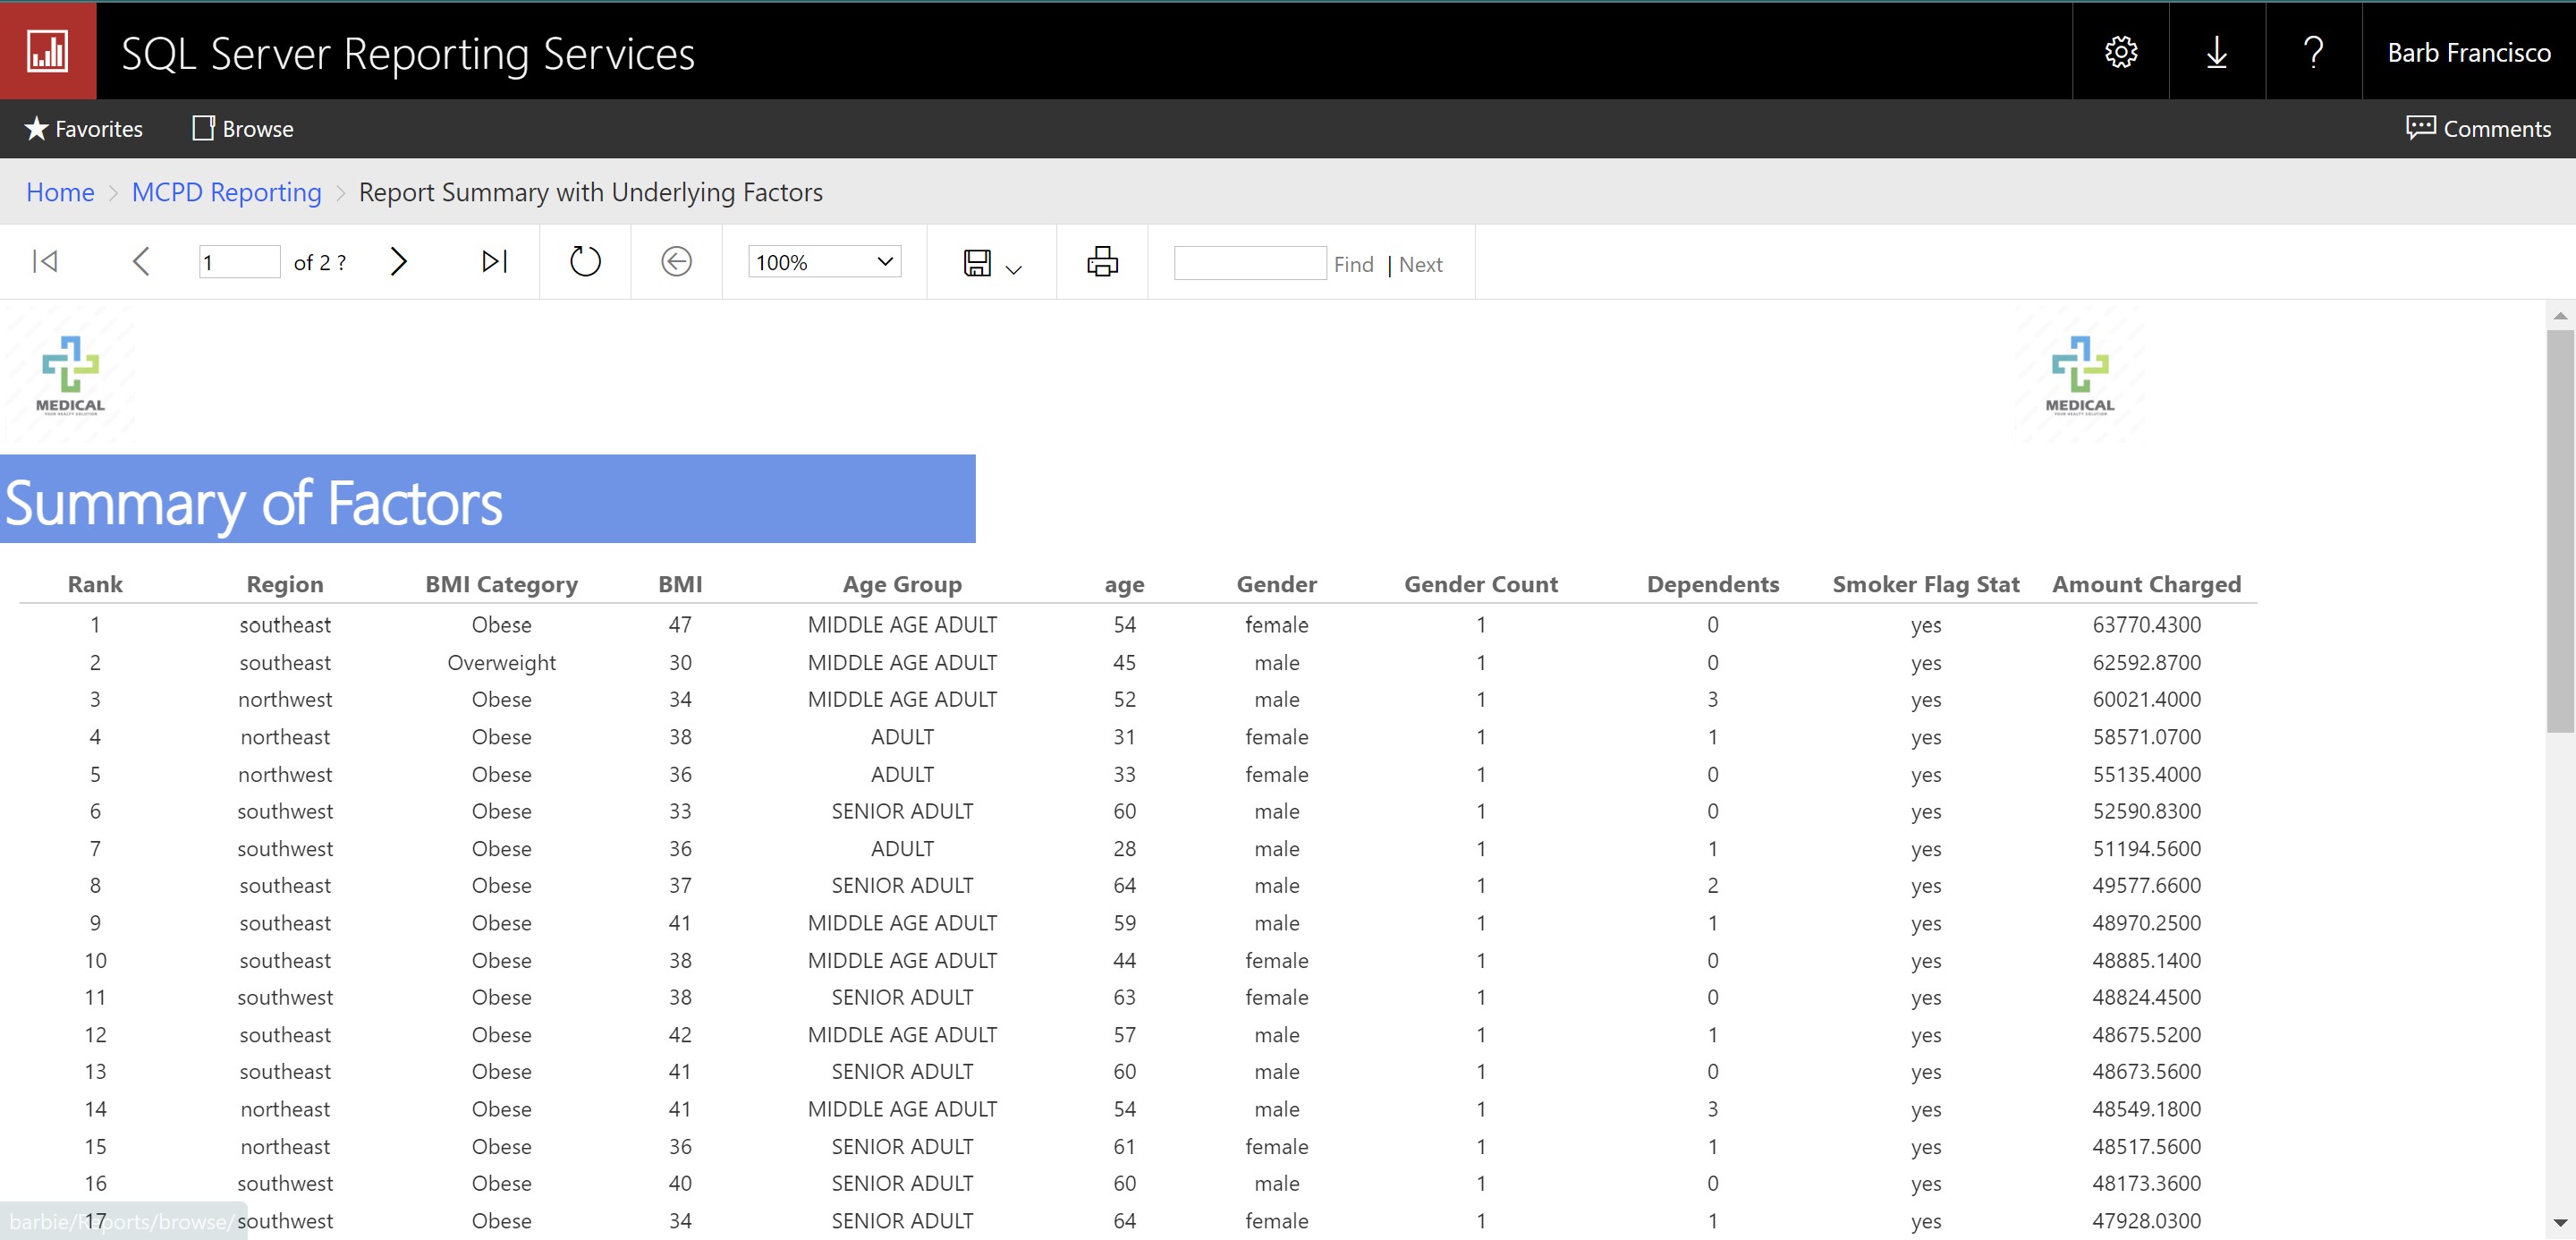 SQL Server Reporting Services
? Barb Francisco
Favorites Browse Comments
Home > MCPD Reporting > Report Summary with Underlying Factors
1 of 2 ? 100% Find | Next
MEDICAL MEDICAL
Summary of Factors
Rank Region BMI Category BMI Age Group age Gender Gender Count Dependents Smoker Flag Stat Amount Charged
1 southeast Obese 47 MIDDLE AGE ADULT 54 female 1 0 yes 63770.4300
2 southeast Overweight 30 MIDDLE AGE ADULT 45 male 1 0 yes 62592.8700
3 northwest Obese 34 MIDDLE AGE ADULT 52 male 1 3 yes 60021.4000
4 northeast Obese 38 ADULT 31 female 1 1 yes 58571.0700
5 northwest Obese 36 ADULT 33 female 1 0 yes 55135.4000
6 southwest Obese 33 SENIOR ADULT 60 male 1 0 yes 52590.8300
7 southwest Obese 36 ADULT 28 male 1 1 yes 51194.5600
8 southeast Obese 37 SENIOR ADULT 64 male 1 2 yes 49577.6600
9 southeast Obese 41 MIDDLE AGE ADULT 59 male 1 1 yes 48970.2500
10 southeast Obese 38 MIDDLE AGE ADULT 44 female 1 0 yes 48885.1400
11 southwest Obese 38 SENIOR ADULT 63 female 1 0 yes 48824.4500
12 southeast Obese 42 MIDDLE AGE ADULT 57 male 1 1 yes 48675.5200
13 southeast Obese 41 SENIOR ADULT 60 male 1 0 yes 48673.5600
14 northeast Obese 41 MIDDLE AGE ADULT 54 male 1 3 yes 48549.1800
15 northeast Obese 36 SENIOR ADULT 61 female 1 1 yes 48517.5600
16 southwest Obese 40 SENIOR ADULT 60 male 1 0 yes 48173.3600
17 southwest Obese 34 SENIOR ADULT 64 female 1 1 yes 47928.0300
barbie/Reports/browse/